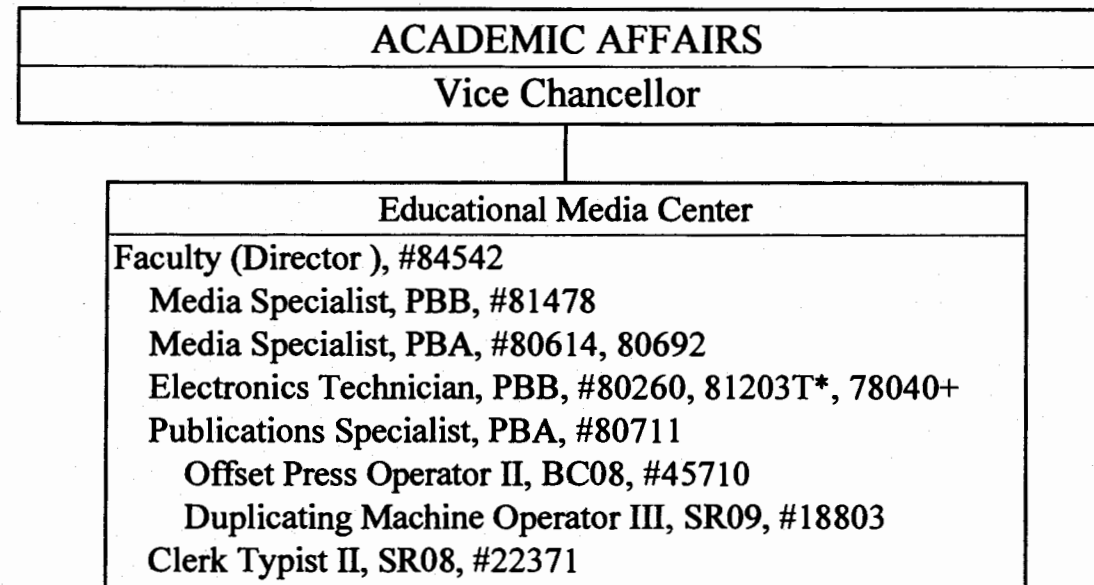 ACADEMIC AFFAIRS
Vice Chancellor
Educational Media Center
Faculty (Director ), #84542
Media Specialist, PBB, #81478
Media Specialist, PBA, #80614, 80692
Electronics Technician, PBB, #80260, 81203T*, 78040+
Publications Specialist, PBA, #80711
Offset Press Operator II, BC08, #45710
Duplicating Machine Operator III, SR09, #18803
Clerk Typist II, SR08, #22371